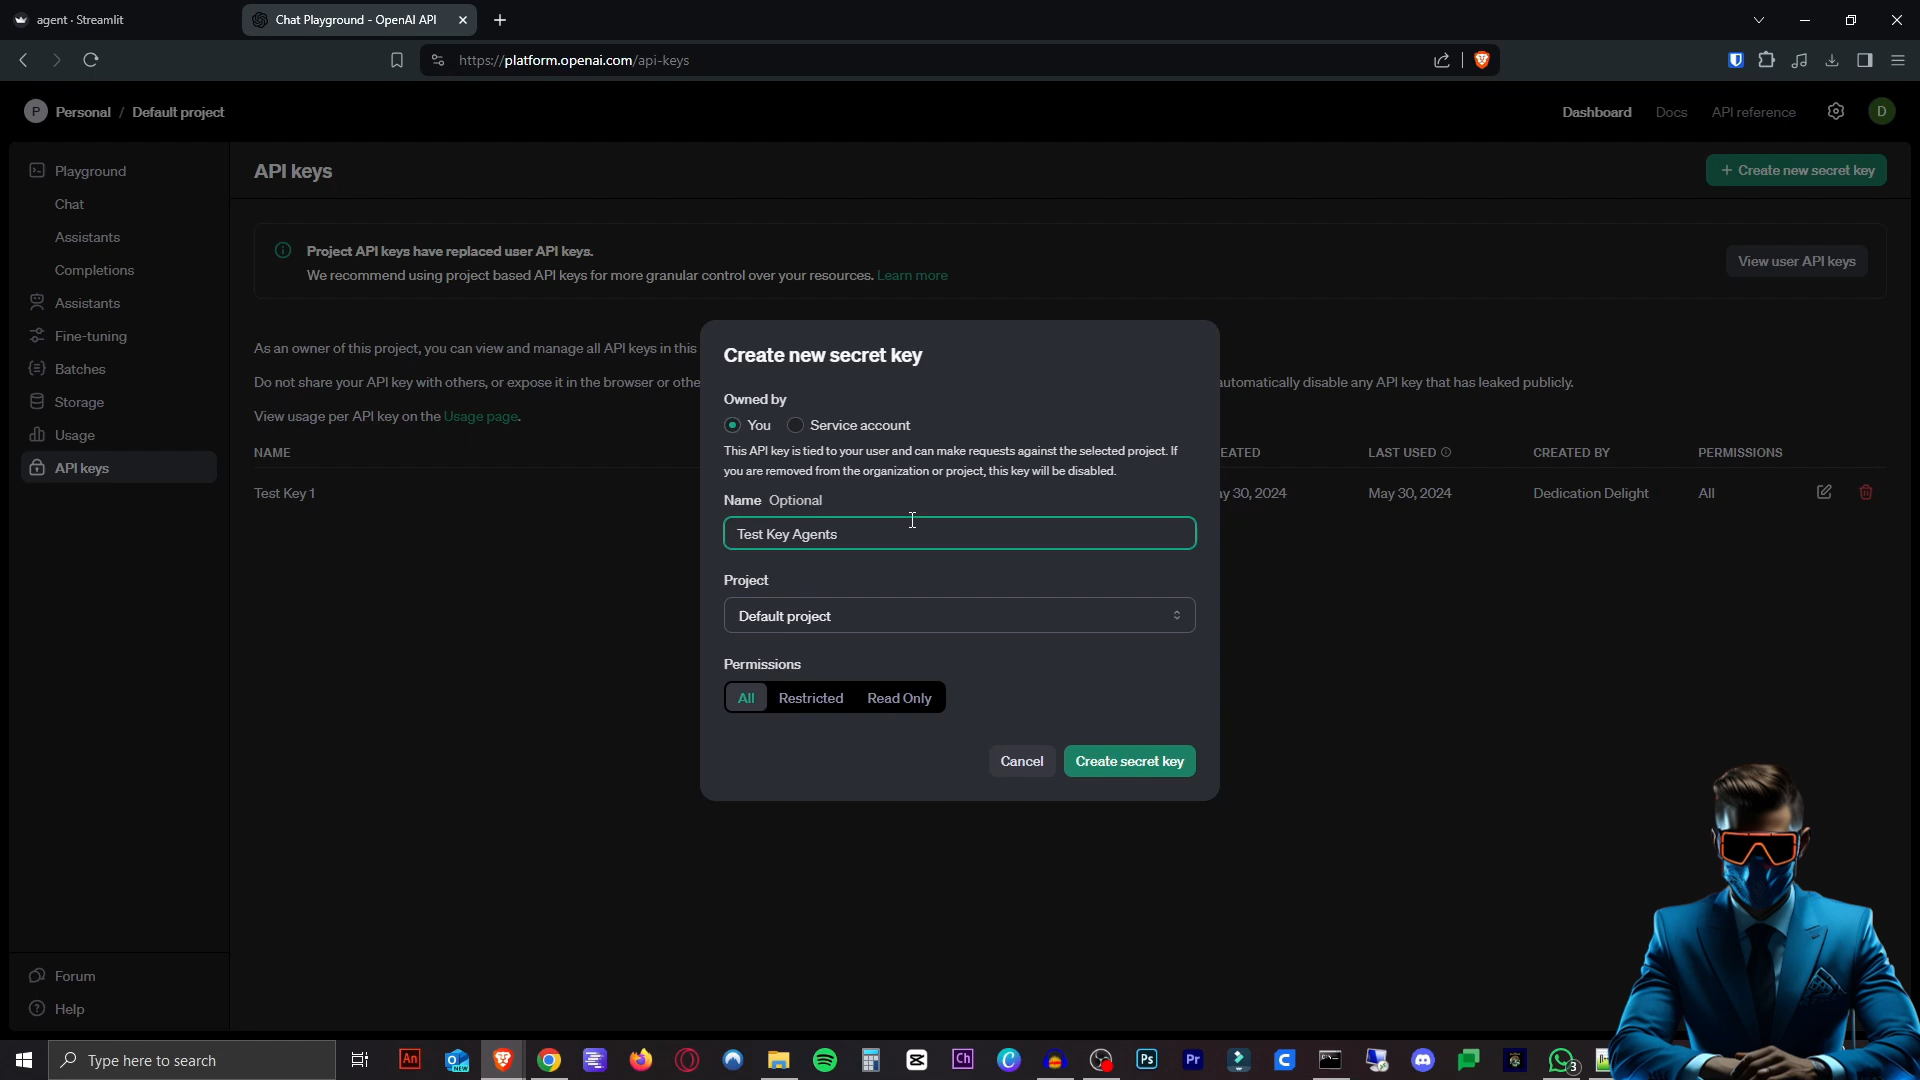 agent · Streamlit
Chat Playground - OpenAI API
https://platform.openai.com/api-keys
P Personal / Default project
Dashboard Docs API reference D
Playground
Chat
Assistants
Completions
Assistants
Fine-tuning
Batches
Storage
Usage
API keys
Forum
Help
API keys
+ Create new secret key
Project API keys have replaced user API keys.
We recommend using project based API keys for more granular control over your resources. Learn more
View user API keys
As an owner of this project, you can view and manage all API keys in this
Do not share your API key with others, or expose it in the browser or othe
automatically disable any API key that has leaked publicly.
View usage per API key on the Usage page.
NAME EATED LAST USED CREATED BY PERMISSIONS
Test Key 1 ay 30, 2024 May 30, 2024 Dedication Delight All
Create new secret key
Owned by
You Service account
This API key is tied to your user and can make requests against the selected project. If
you are removed from the organization or project, this key will be disabled.
Name Optional
Test Key Agents
Project
Default project
Permissions
All Restricted Read Only
Cancel Create secret key
Type here to search
An
NEW
Ch
Ps
Pr
3